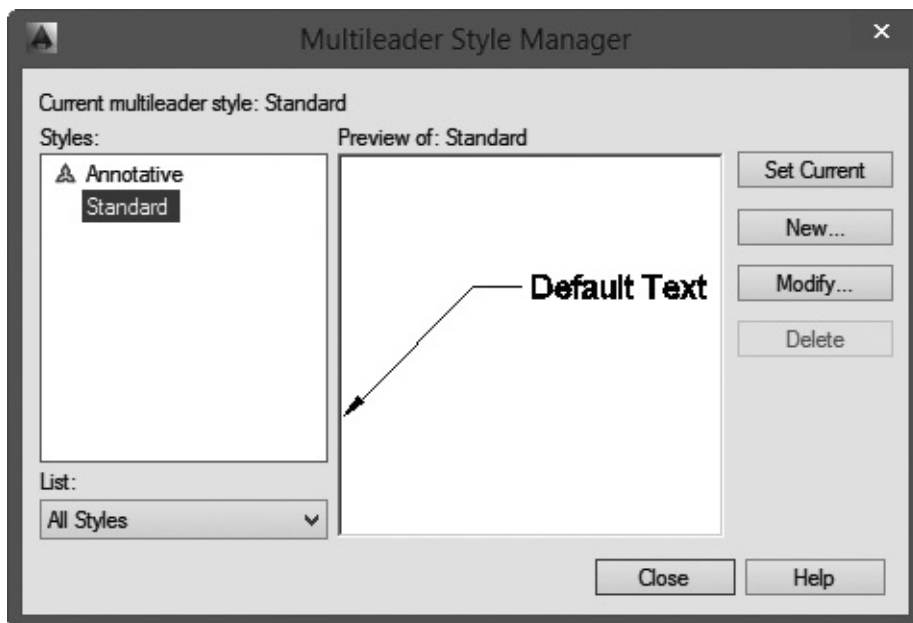 Multileader Style Manager
Current multileader style: Standard
Styles:
Preview of: Standard
Annotative
Standard
Default Text
Set Current
New...
Modify...
Delete
List:
All Styles
Close
Help